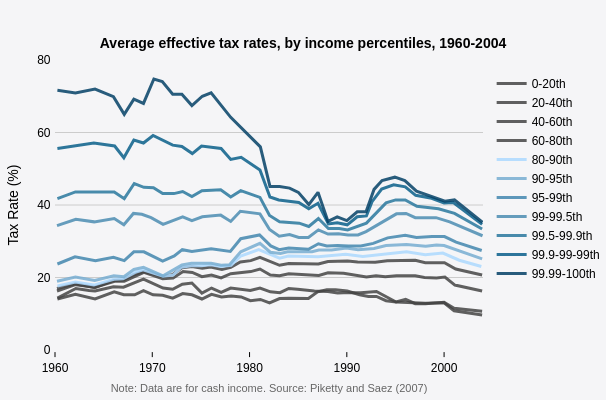 Average effective tax rates, by income percentiles, 1960-2004
80
60
40
20
0
Tax Rate (%)
1960
1970
1980
1990
2000
0-20th
20-40th
40-60th
60-80th
80-90th
90-95th
95-99th
99-99.5th
99.5-99.9th
99.9-99-99th
99.99-100th
Note: Data are for cash income. Source: Piketty and Saez (2007)